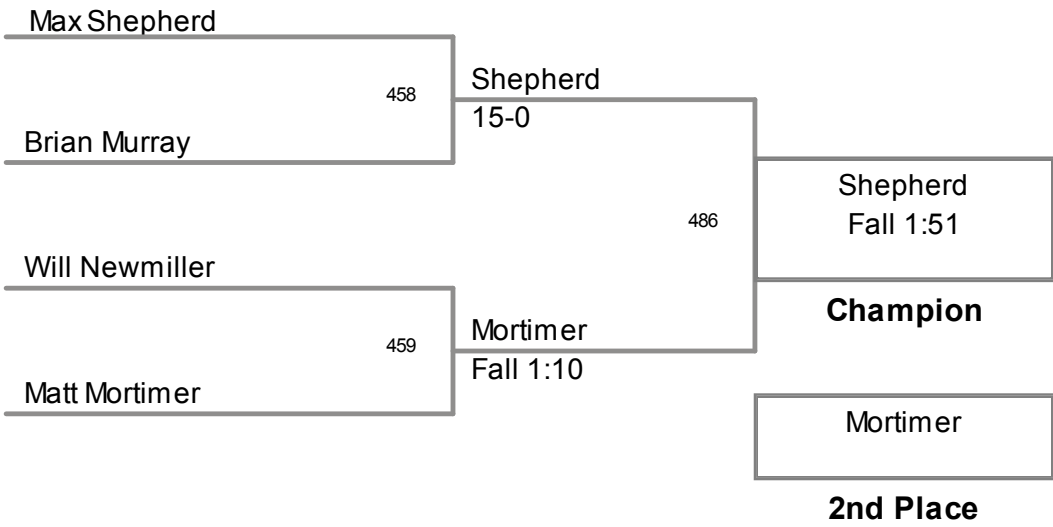 Max Shepherd
458
Brian Murray
Shepherd
15-0
Will Newmiller
459
Matt Mortimer
Mortimer
Fall 1:10
486
Shepherd
Fall 1:51
Champion
Mortimer
2nd Place